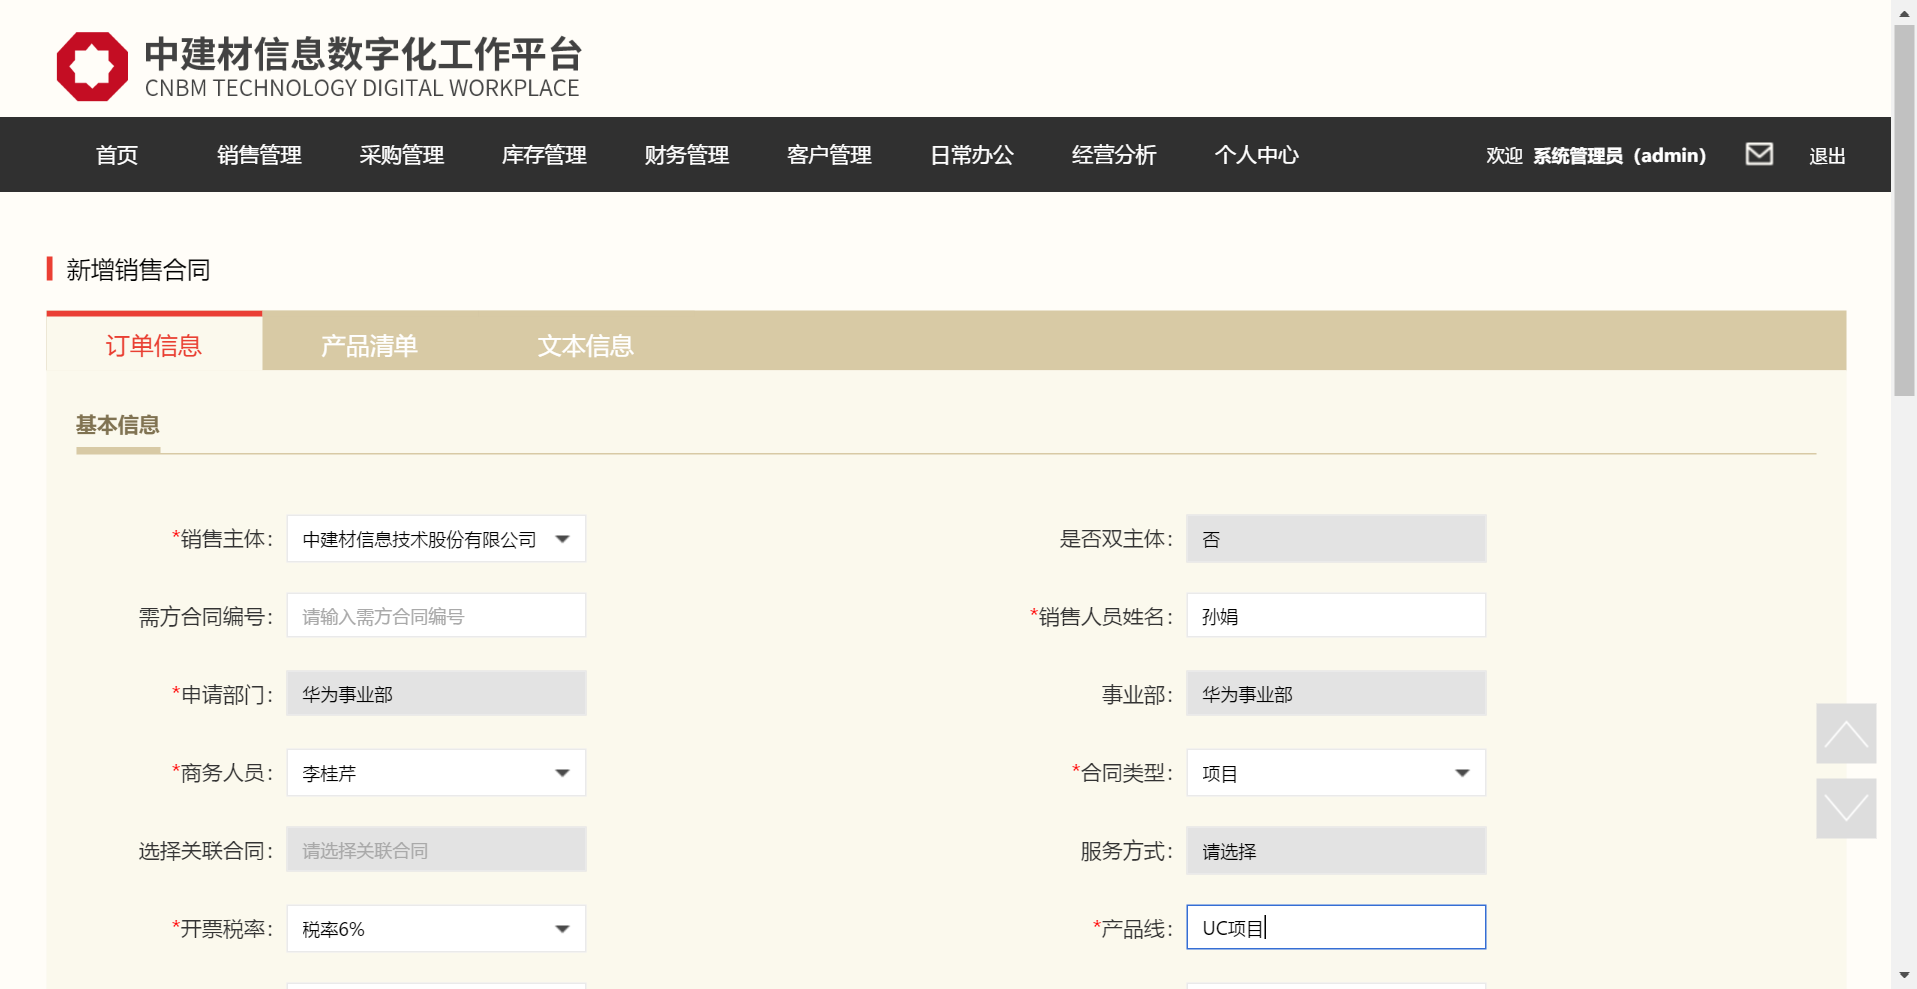 中建材信息数字化工作平台
CNBM TECHNOLOGY DIGITAL WORKPLACE
首页 销售管理 采购管理 库存管理 财务管理 客户管理 日常办公 经营分析 个人中心 欢迎 系统管理员（admin） 退出
新增销售合同
订单信息 产品清单 文本信息
基本信息
*销售主体： 中建材信息技术股份有限公司 是否双主体： 否
需方合同编号： 请输入需方合同编号 *销售人员姓名： 孙娟
*申请部门： 华为事业部 事业部： 华为事业部
*商务人员： 李桂芹 *合同类型： 项目
选择关联合同： 请选择关联合同 服务方式： 请选择
*开票税率： 税率6% *产品线： UC项目